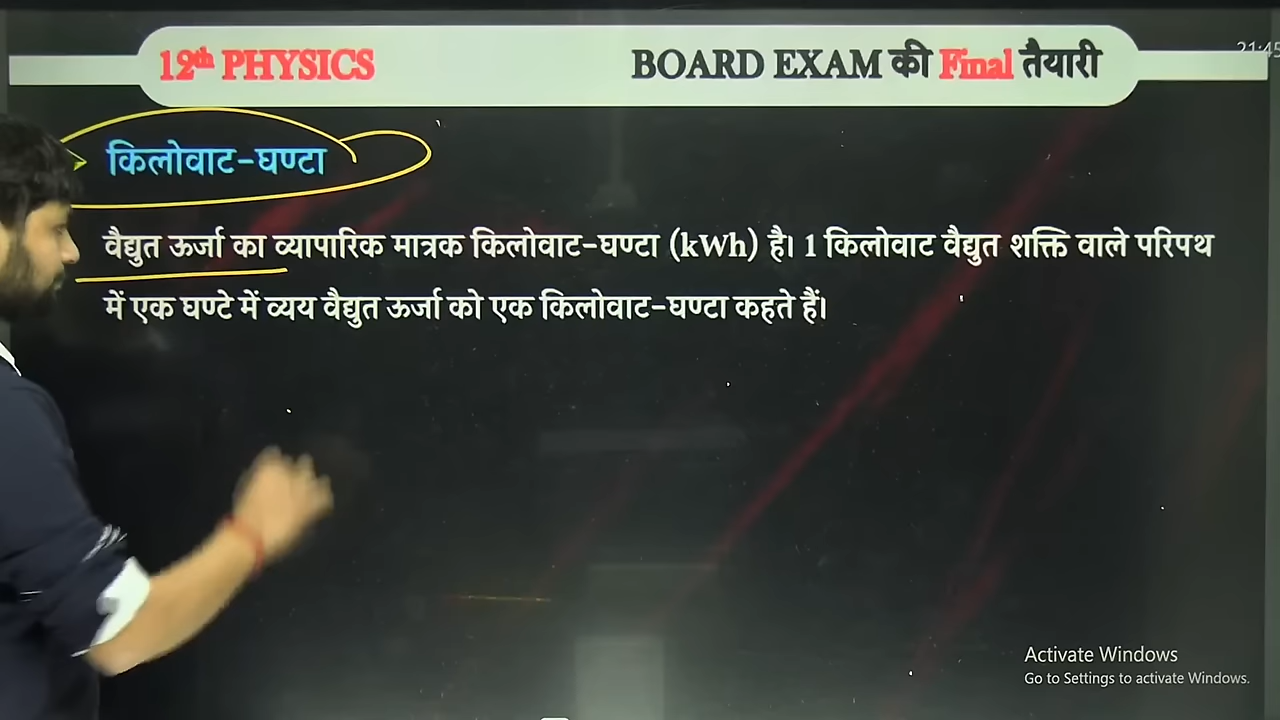 12th PHYSICS BOARD EXAM की Final तैयारी
21:45
किलोवाट-घण्टा
वैद्युत ऊर्जा का व्यापारिक मात्रक किलोवाट-घण्टा (kWh) है। 1 किलोवाट वैद्युत शक्ति वाले परिपथ
में एक घण्टे में व्यय वैद्युत ऊर्जा को एक किलोवाट-घण्टा कहते हैं।
Activate Windows
Go to Settings to activate Windows.